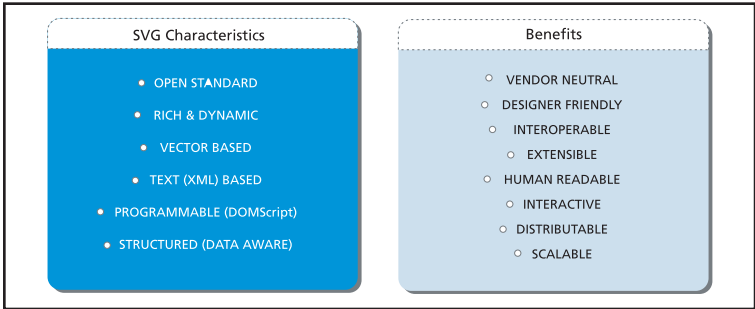 SVG Characteristics
OPEN STANDARD
RICH & DYNAMIC
VECTOR BASED
TEXT (XML) BASED
PROGRAMMABLE (DOMScript)
STRUCTURED (DATA AWARE)
Benefits
VENDOR NEUTRAL
DESIGNER FRIENDLY
INTEROPERABLE
EXTENSIBLE
HUMAN READABLE
INTERACTIVE
DISTRIBUTABLE
SCALABLE